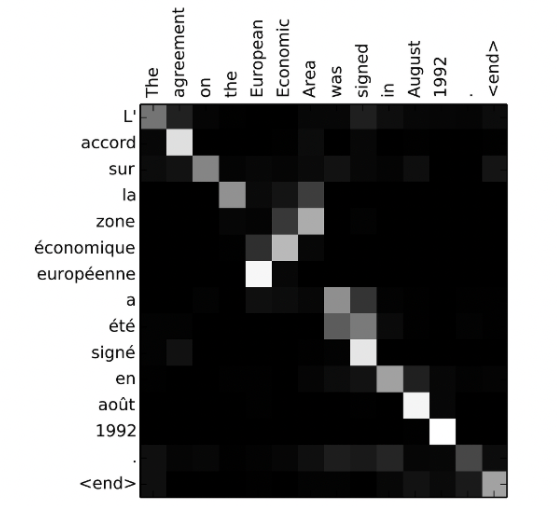 The agreement on the European Economic Area was signed in August 1992 . <end>
L'
accord
sur
la
zone
économique
européenne
a
été
signé
en
août
1992
.
<end>